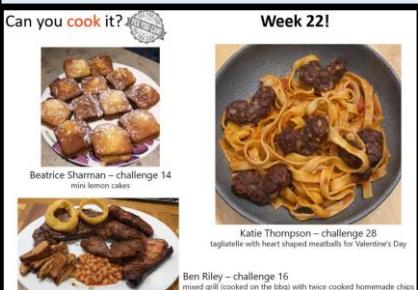 Can you cook it?
Week 22!
Beatrice Sharman – challenge 14
mini lemon cakes
Katie Thompson – challenge 28
tagliatelle with heart shaped meatballs for Valentine's Day
Ben Riley – challenge 16
mixed grill (cooked on the bbq) with twice cooked homemade chips